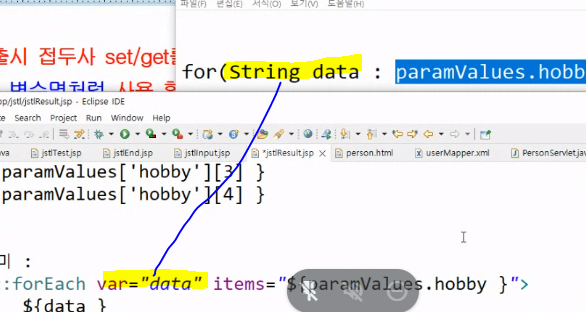 파일(F) 편집(E) 서식(O) 보기(V) 도움말(H)
출시 접두사 set/get를
for(String data : paramValues.hobb
변수명처럼 사용
op/jstl/jstlResult.jsp - Eclipse IDE
ce Search Project Run Window Help
ava jstlTest.jsp jstlEnd.jsp jstlInput.jsp *jstlResult.jsp person.html userMapper.xml PersonServlet.java
paramValues['hobby'][3] }
paramValues['hobby'][4] }
미 :
:forEach var="data" items="${paramValues.hobby }">
${data }